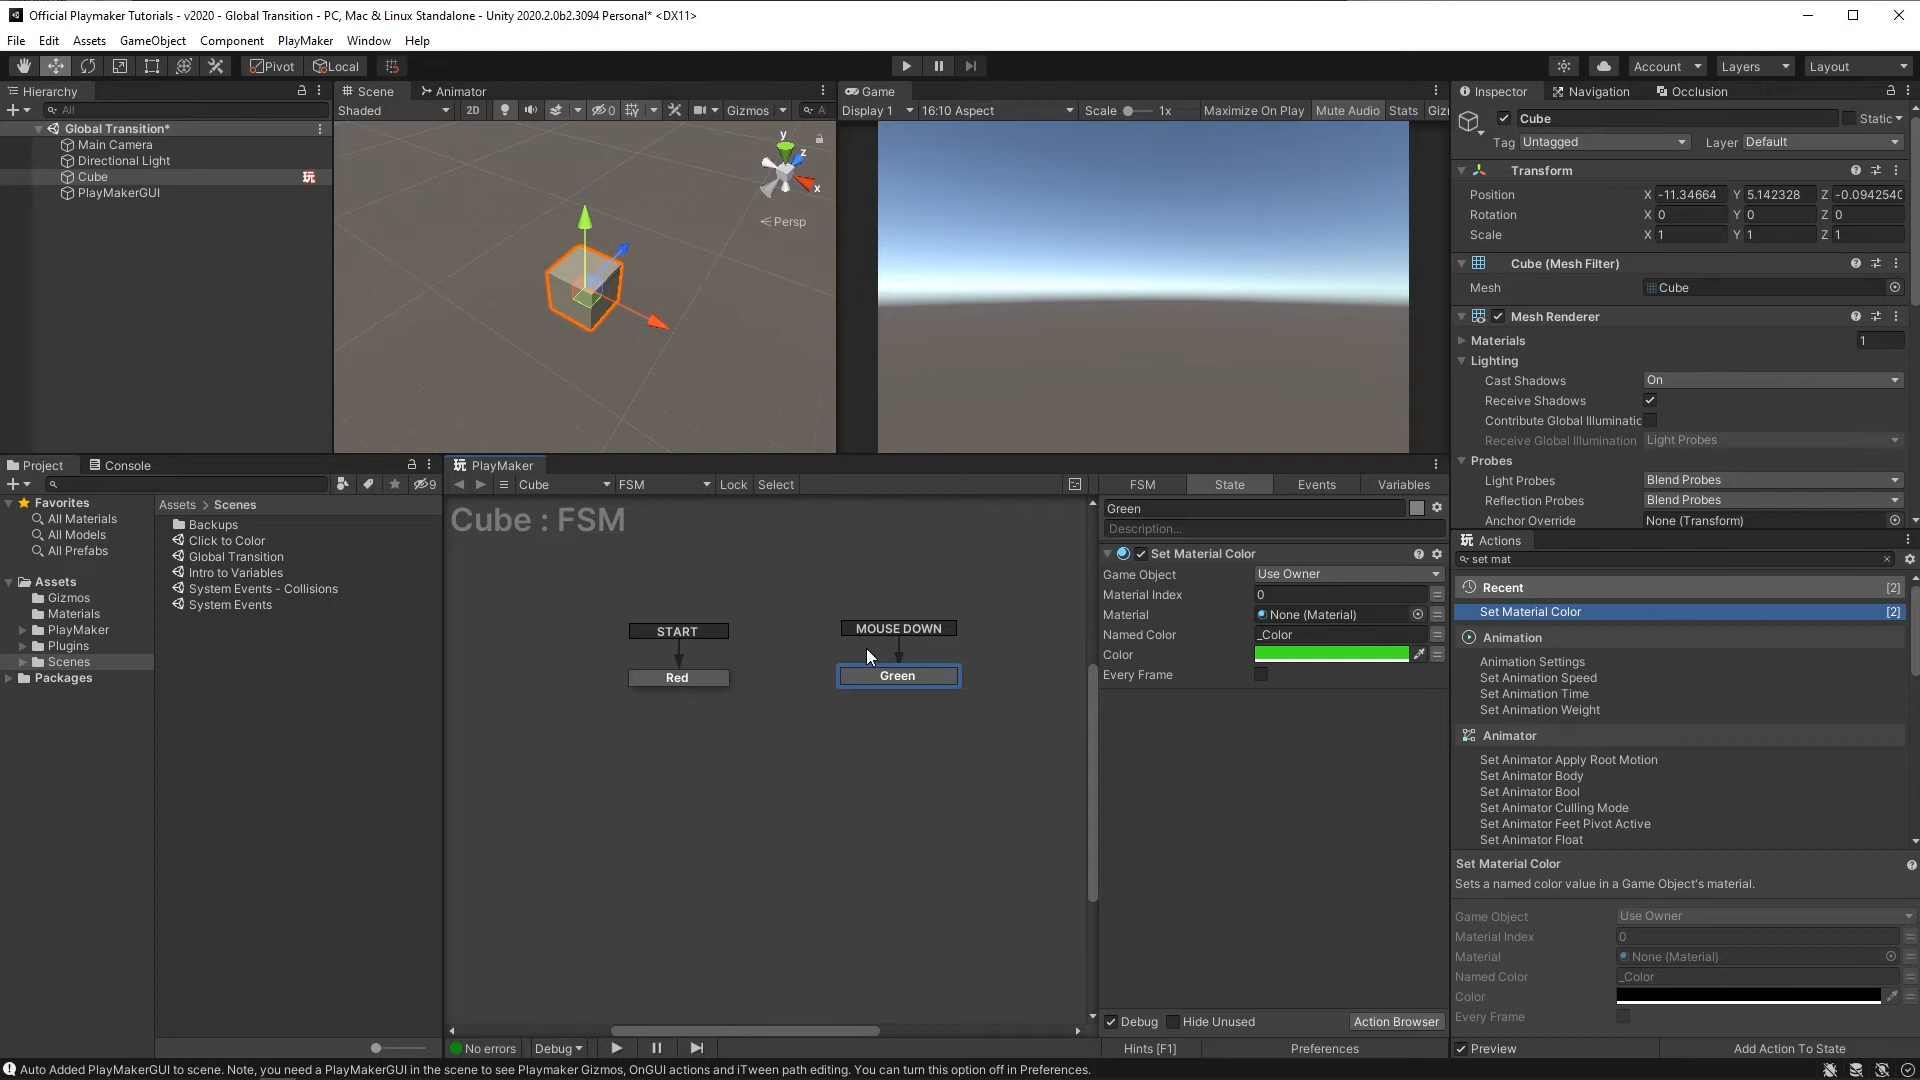 Official Playmaker Tutorials - v2020 - Global Transition - PC, Mac & Linux Standalone - Unity 2020.2.0b2.3094 Personal* <DX11>
File Edit Assets GameObject Component PlayMaker Window Help
Pivot Local Account Layers Layout
Hierarchy
All
Global Transition*
Main Camera
Directional Light
Cube
PlayMakerGUI
Scene Animator
Shaded 2D 0 Gizmos A
y
z
x
Persp
Game
Display 1 16:10 Aspect Scale 1x Maximize On Play Mute Audio Stats Giz
Inspector Navigation Occlusion
Cube Static
Tag Untagged Layer Default
Transform
Position X -11.34664 Y 5.142328 Z -0.0942540
Rotation X 0 Y 0 Z 0
Scale X 1 Y 1 Z 1
Cube (Mesh Filter)
Mesh Cube
Mesh Renderer
Materials 1
Lighting
Cast Shadows On
Receive Shadows
Contribute Global Illuminatic
Receive Global Illumination Light Probes
Probes
Light Probes Blend Probes
Reflection Probes Blend Probes
Anchor Override None (Transform)
Project Console
9
Favorites
All Materials
All Models
All Prefabs
Assets
Gizmos
Materials
PlayMaker
Plugins
Scenes
Packages
Assets > Scenes
Backups
Click to Color
Global Transition
Intro to Variables
System Events - Collisions
System Events
玩 PlayMaker
Cube FSM Lock Select
Cube : FSM
START
Red
MOUSE DOWN
Green
No errors Debug
FSM State Events Variables
Green
Description...
Set Material Color
Game Object Use Owner
Material Index 0
Material None (Material)
Named Color _Color
Color
Every Frame
Debug Hide Unused Action Browser
Hints [F1] Preferences
玩 Actions
set mat
Recent [2]
Set Material Color [2]
Animation
Animation Settings
Set Animation Speed
Set Animation Time
Set Animation Weight
Animator
Set Animator Apply Root Motion
Set Animator Body
Set Animator Bool
Set Animator Culling Mode
Set Animator Feet Pivot Active
Set Animator Float
Set Material Color
Sets a named color value in a Game Object's material.
Game Object Use Owner
Material Index 0
Material None (Material)
Named Color _Color
Color
Every Frame
Preview Add Action To State
Auto Added PlayMakerGUI to scene. Note, you need a PlayMakerGUI in the scene to see Playmaker Gizmos, OnGUI actions and iTween path editing. You can turn this option off in Preferences.